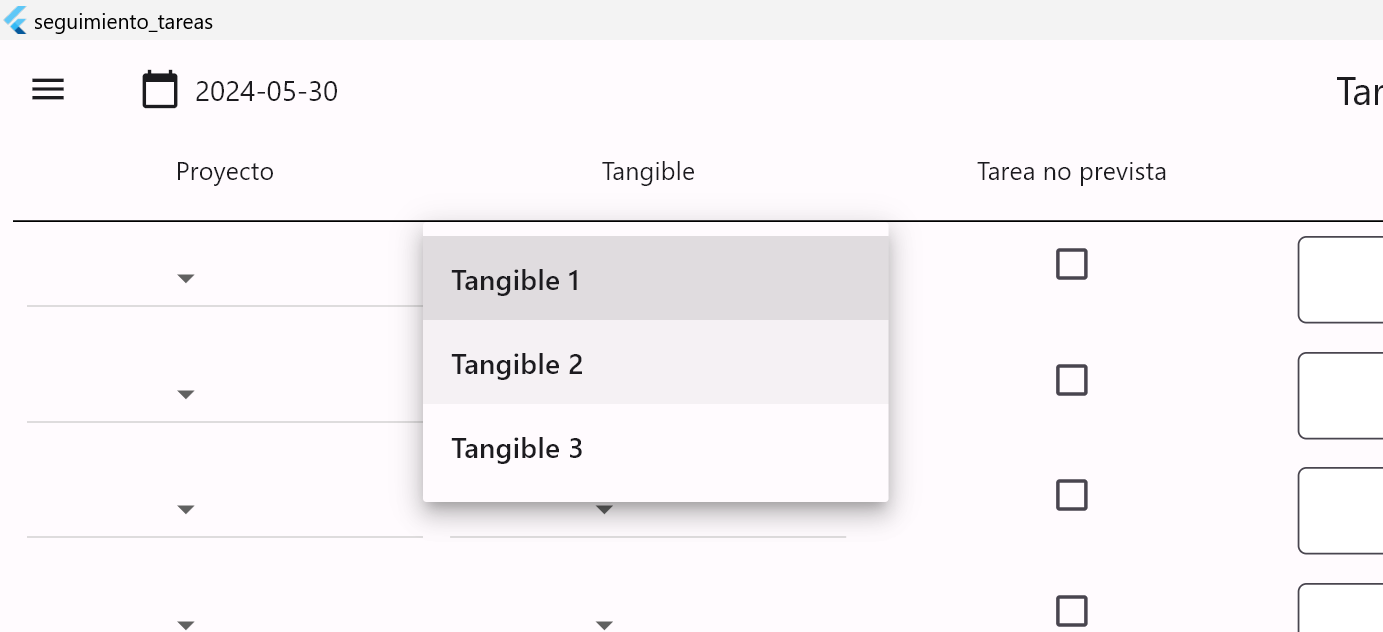 seguimiento_tareas
2024-05-30
Proyecto
Tangible
Tarea no prevista
Tangible 1
Tangible 2
Tangible 3